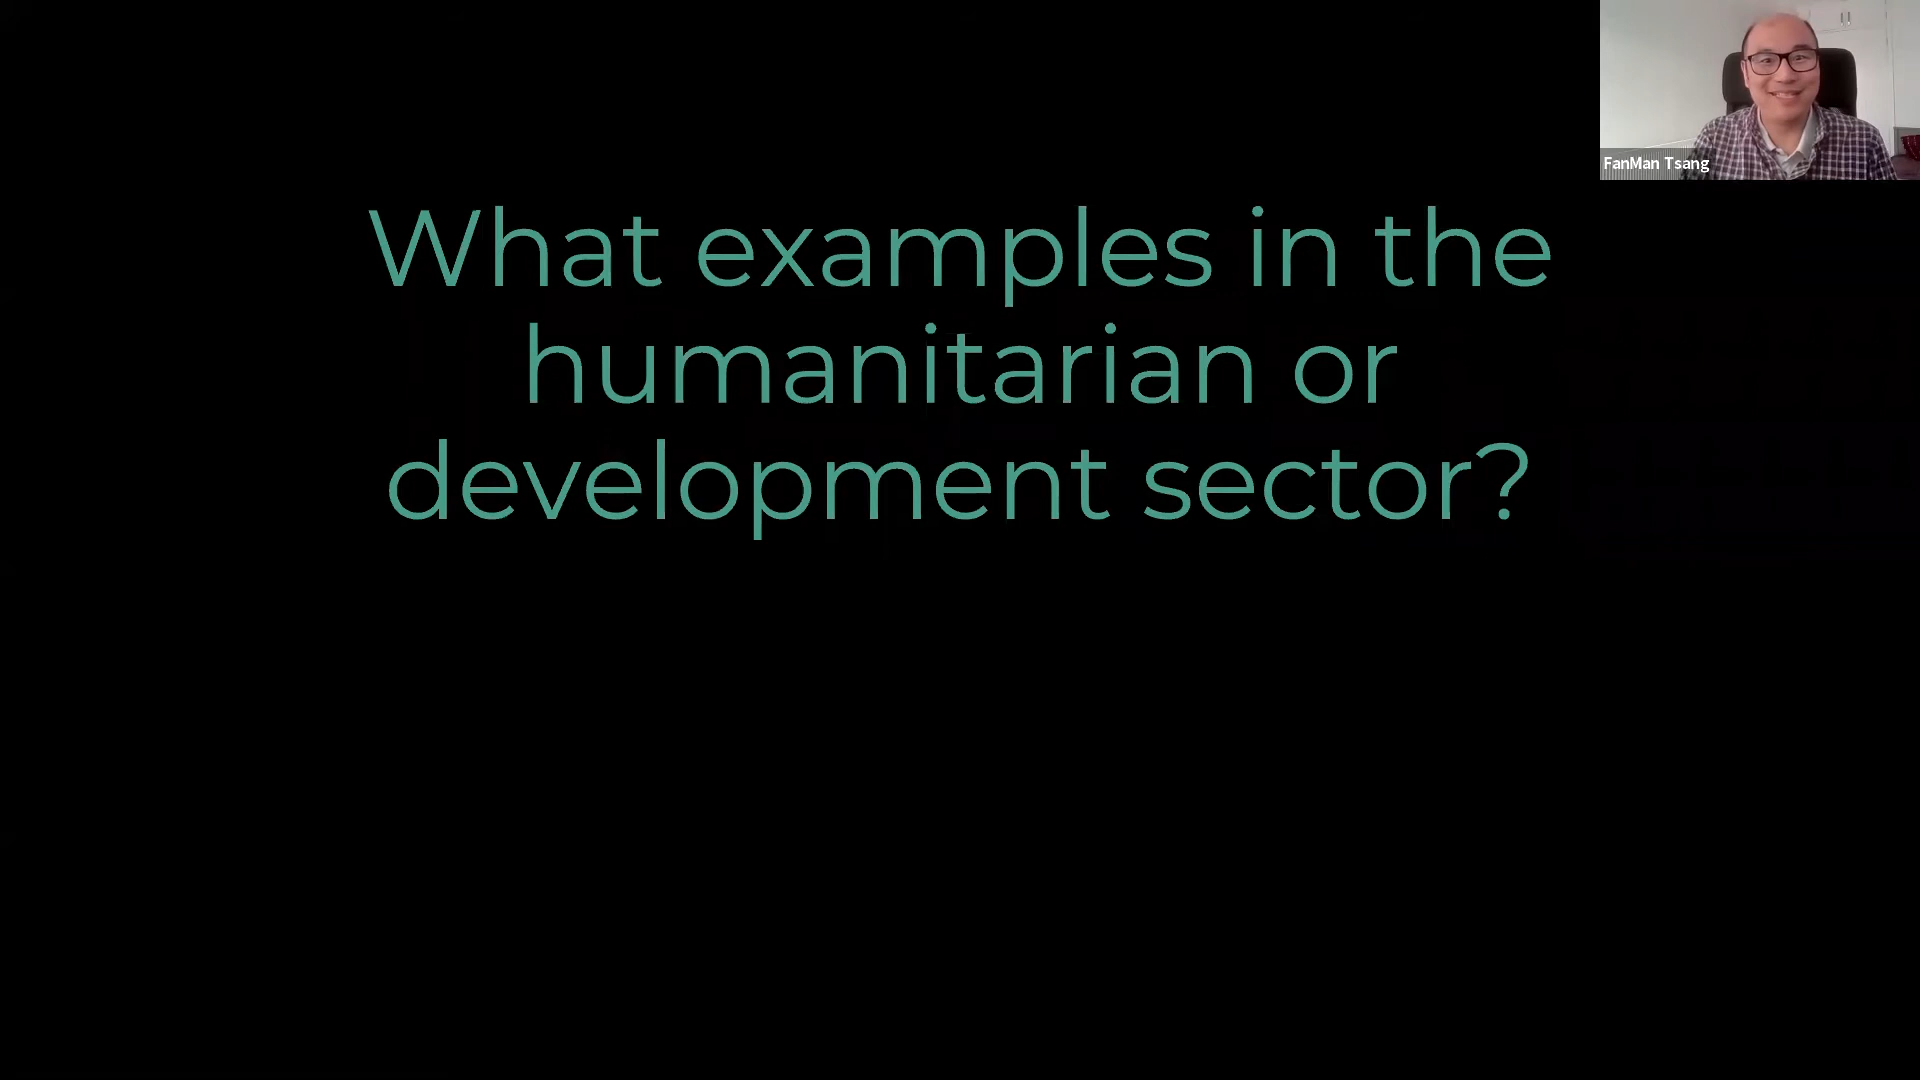 What examples in the
humanitarian or
development sector?
FanMan Tsang